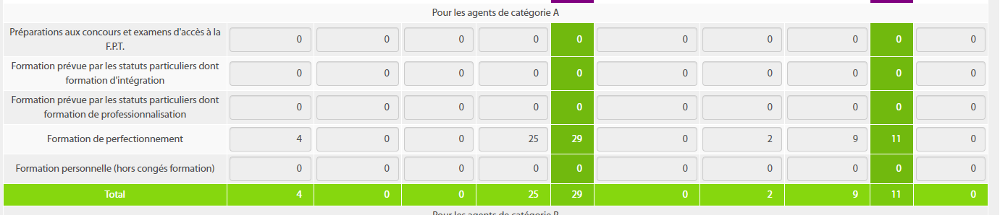 Pour les agents de catégorie A
Préparations aux concours et examens d'accès à la
F.P.T.
0 0 0 0 0 0 0 0 0 0
Formation prévue par les statuts particuliers dont
formation d'intégration
0 0 0 0 0 0 0 0 0 0
Formation prévue par les statuts particuliers dont
formation de professionnalisation
0 0 0 0 0 0 0 0 0 0
Formation de perfectionnement 4 0 0 25 29 0 2 9 11 0
Formation personnelle (hors congés formation) 0 0 0 0 0 0 0 0 0 0
Total 4 0 0 25 29 0 2 9 11 0
Pour les agents de catégorie B